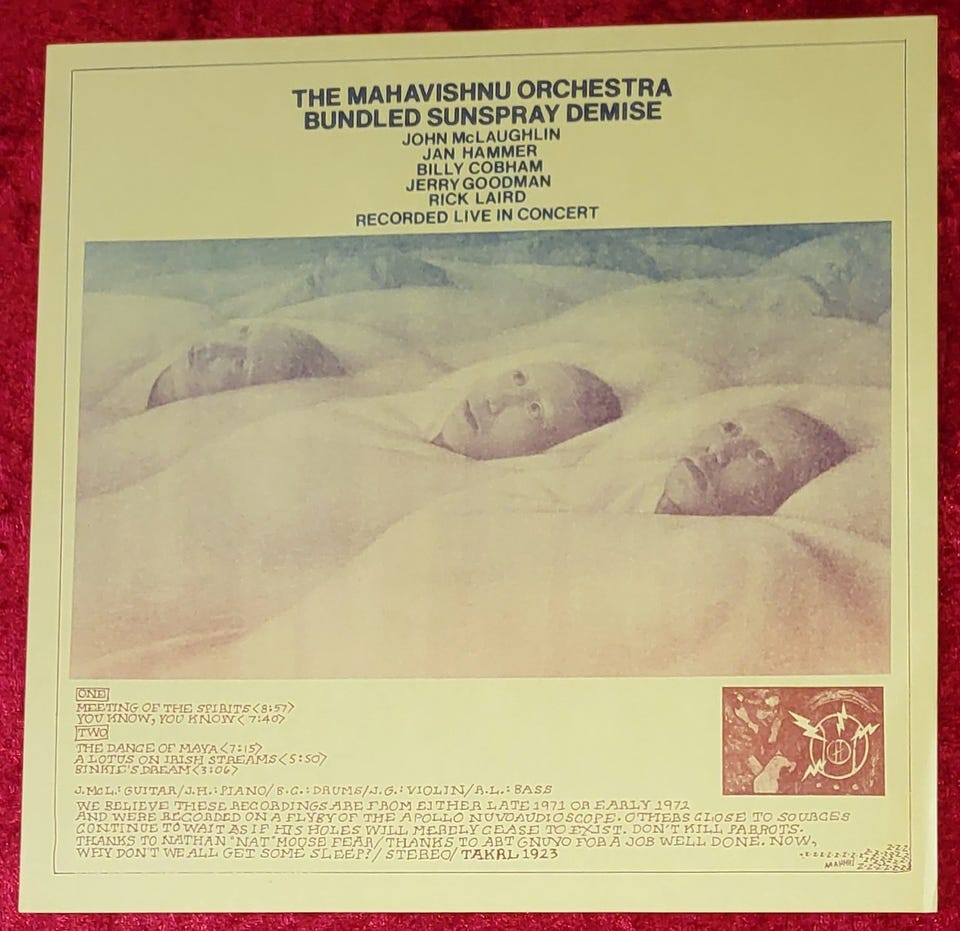 THE MAHAVISHNU ORCHESTRA
BUNDLED SUNSPRAY DEMISE
JOHN McLAUGHLIN
JAN HAMMER
BILLY COBHAM
JERRY GOODMAN
RICK LAIRD
RECORDED LIVE IN CONCERT
ONE
MEETING OF THE SPIRITS <8:57>
YOU KNOW, YOU KNOW <7:40>
TWO
THE DANCE OF MAYA <7:15>
A LOTUS ON IRISH STREAMS <5:50>
BINKIE'S DREAM <3:06>
J.McL.: GUITAR/J.H.: PIANO/B.C.: DRUMS/J.G.: VIOLIN/R.L.: BASS
WE BELIEVE THESE RECORDINGS ARE FROM EITHER LATE 1971 OR EARLY 1972
AND WERE RECORDED ON A FLYBY OF THE APOLLO NUVOAUDIOSCOPE. OTHERS CLOSE TO SOURCES
CONTINUE TO WAIT AS IF HIS HOLES WILL MERELY CEASE TO EXIST. DON'T KILL PARROTS.
THANKS TO NATHAN "NAT" MOUSE FEAR/THANKS TO ABT GNUYO FOR A JOB WELL DONE. NOW,
WHY DON'T WE ALL GET SOME SLEEP?/ STEREO/ TAKRL 1923